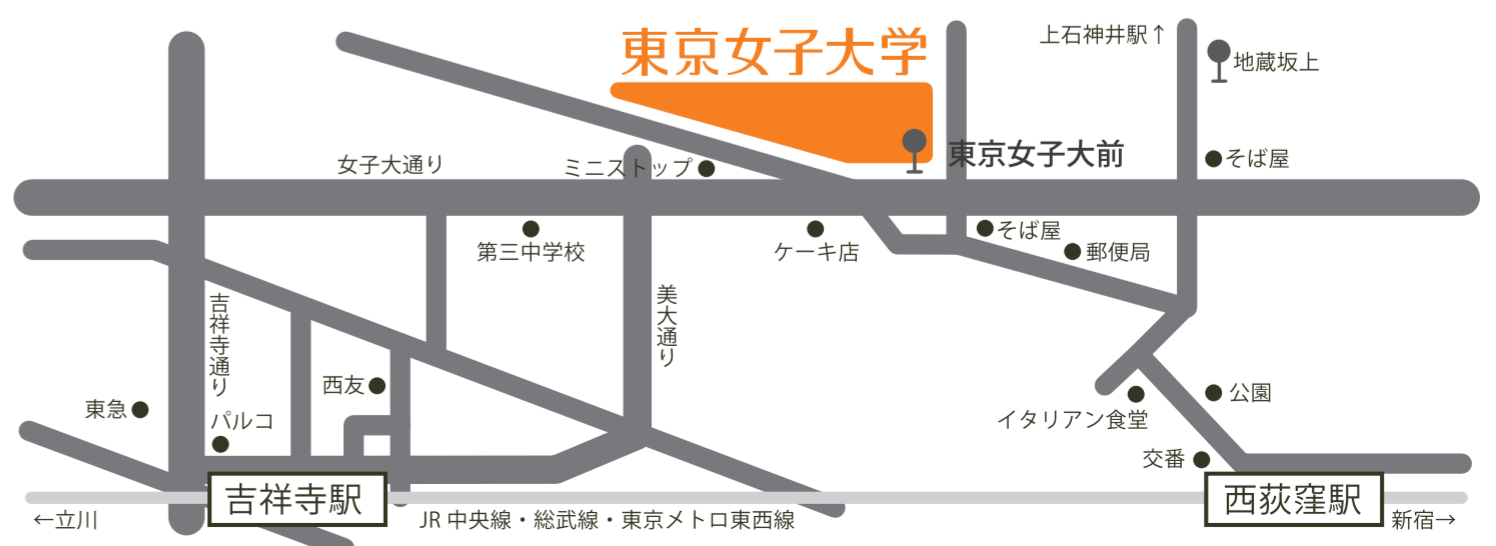 東京女子大学
上石神井駅↑
地蔵坂上
東京女子大前
そば屋
女子大通り
ミニストップ
第三中学校
ケーキ店
そば屋
郵便局
吉祥寺通り
美大通り
西友
東急
パルコ
公園
イタリアン食堂
交番
吉祥寺駅
西荻窪駅
←立川
JR 中央線・総武線・東京メトロ東西線
新宿→